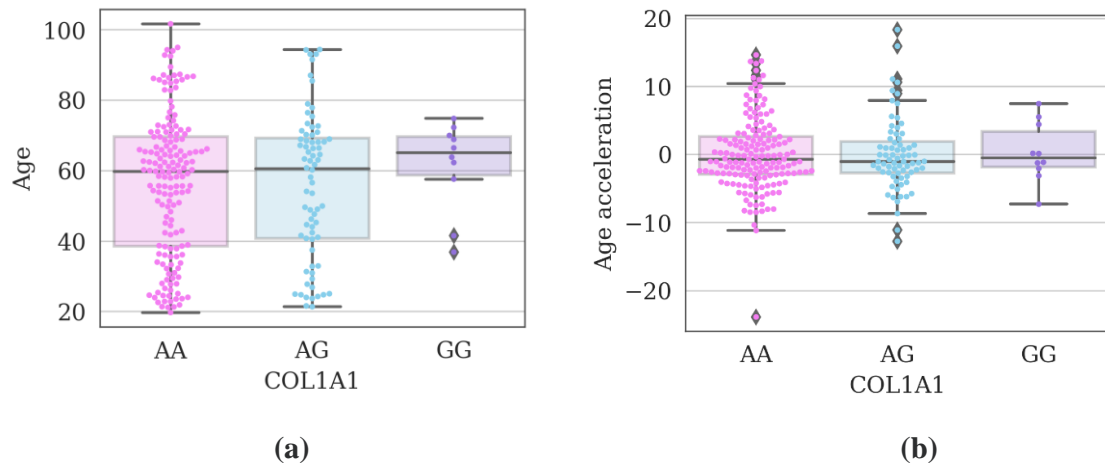 100
80
60
40
20
Age
AA AG GG
COL1A1
(a)
20
10
0
−10
−20
Age acceleration
AA AG GG
COL1A1
(b)